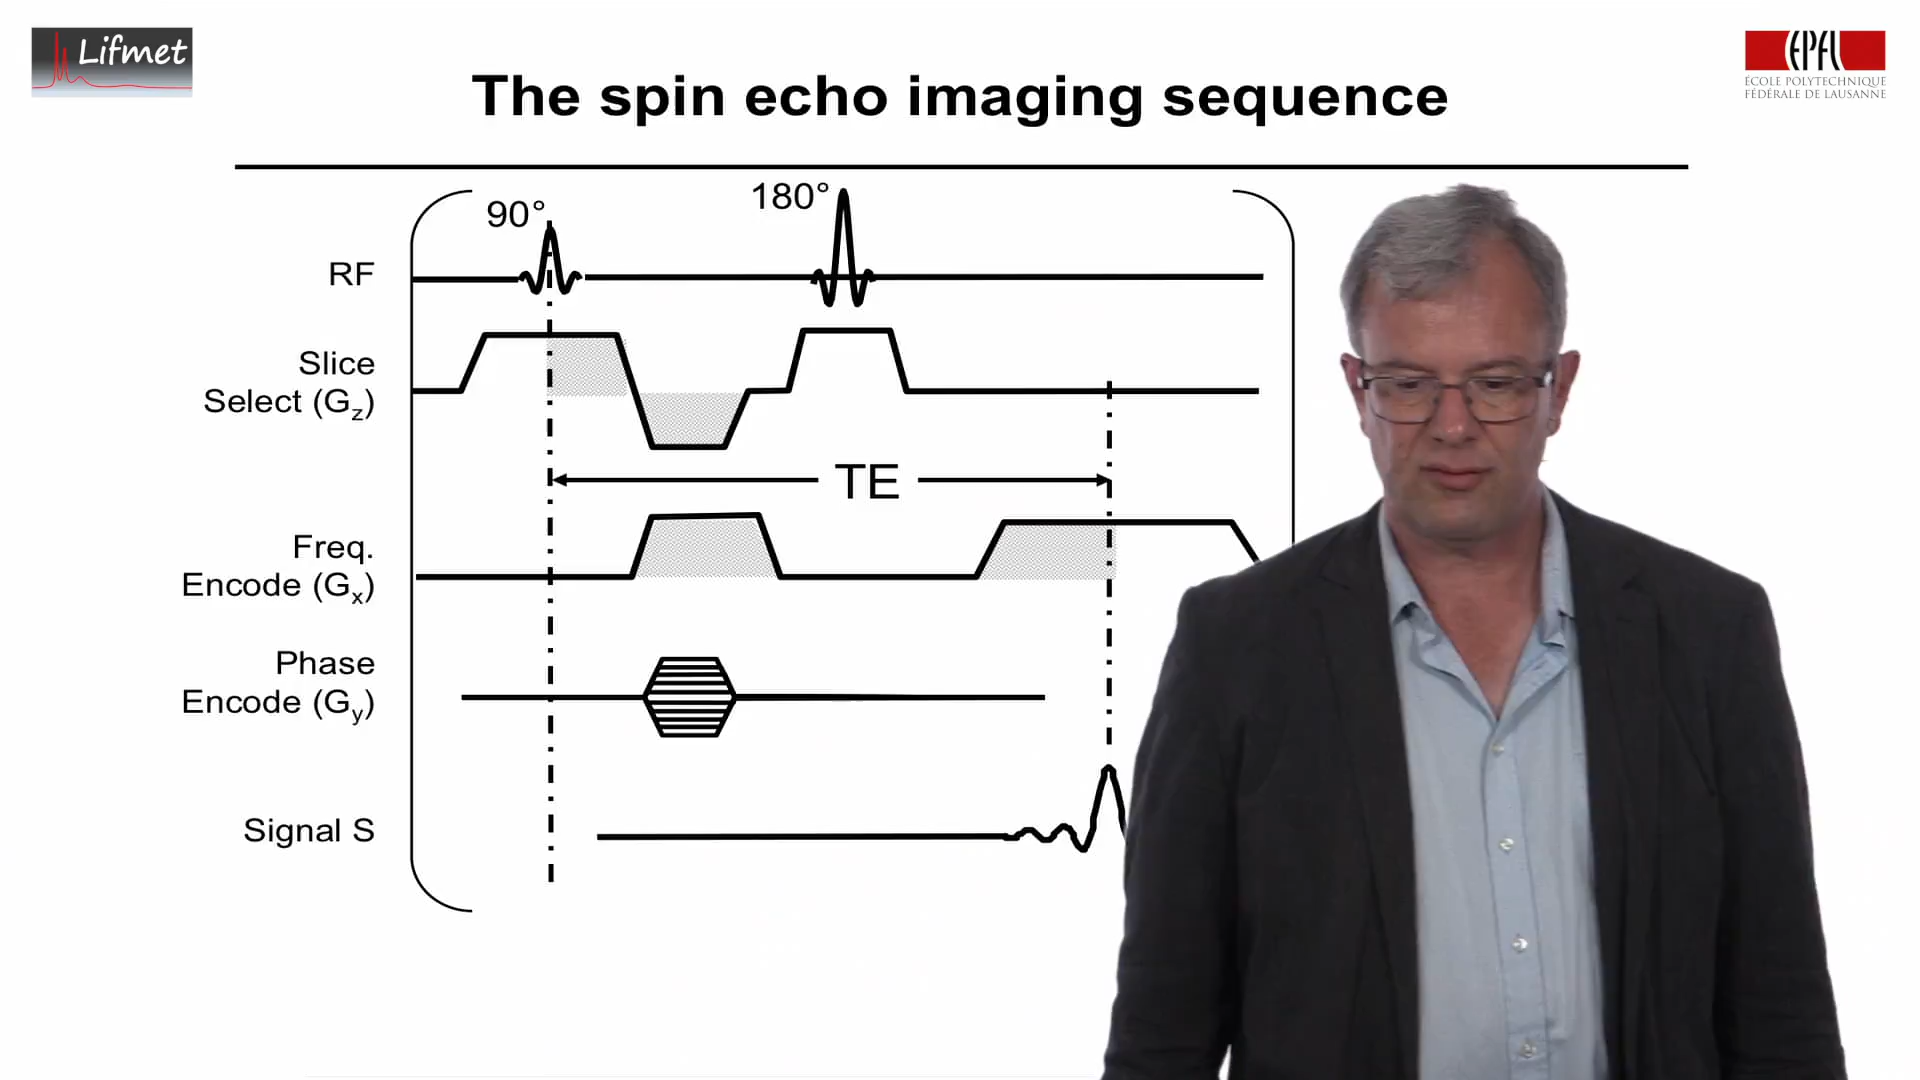 Lifmet
EPFL
ÉCOLE POLYTECHNIQUE
FÉDÉRALE DE LAUSANNE
The spin echo imaging sequence
90°
180°
RF
Slice
Select (Gz)
TE
Freq.
Encode (Gx)
Phase
Encode (Gy)
Signal S